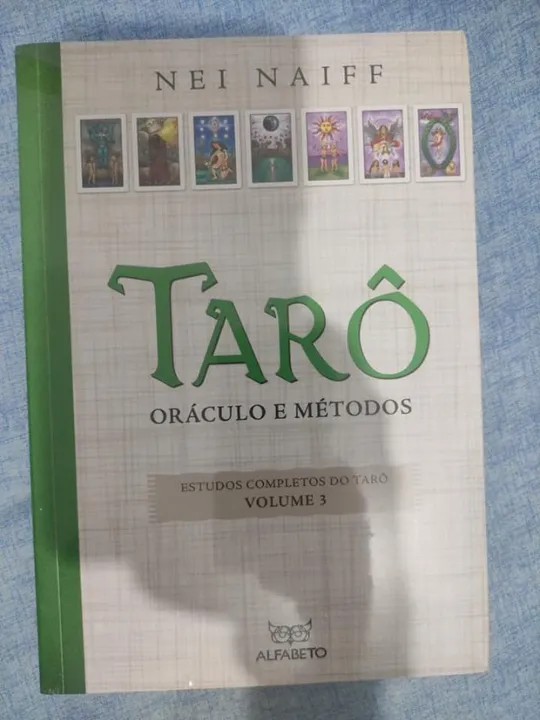 NEI NAIFF
TARÔ
ORÁCULO E MÉTODOS
ESTUDOS COMPLETOS DO TARÔ
VOLUME 3
ALFABETO